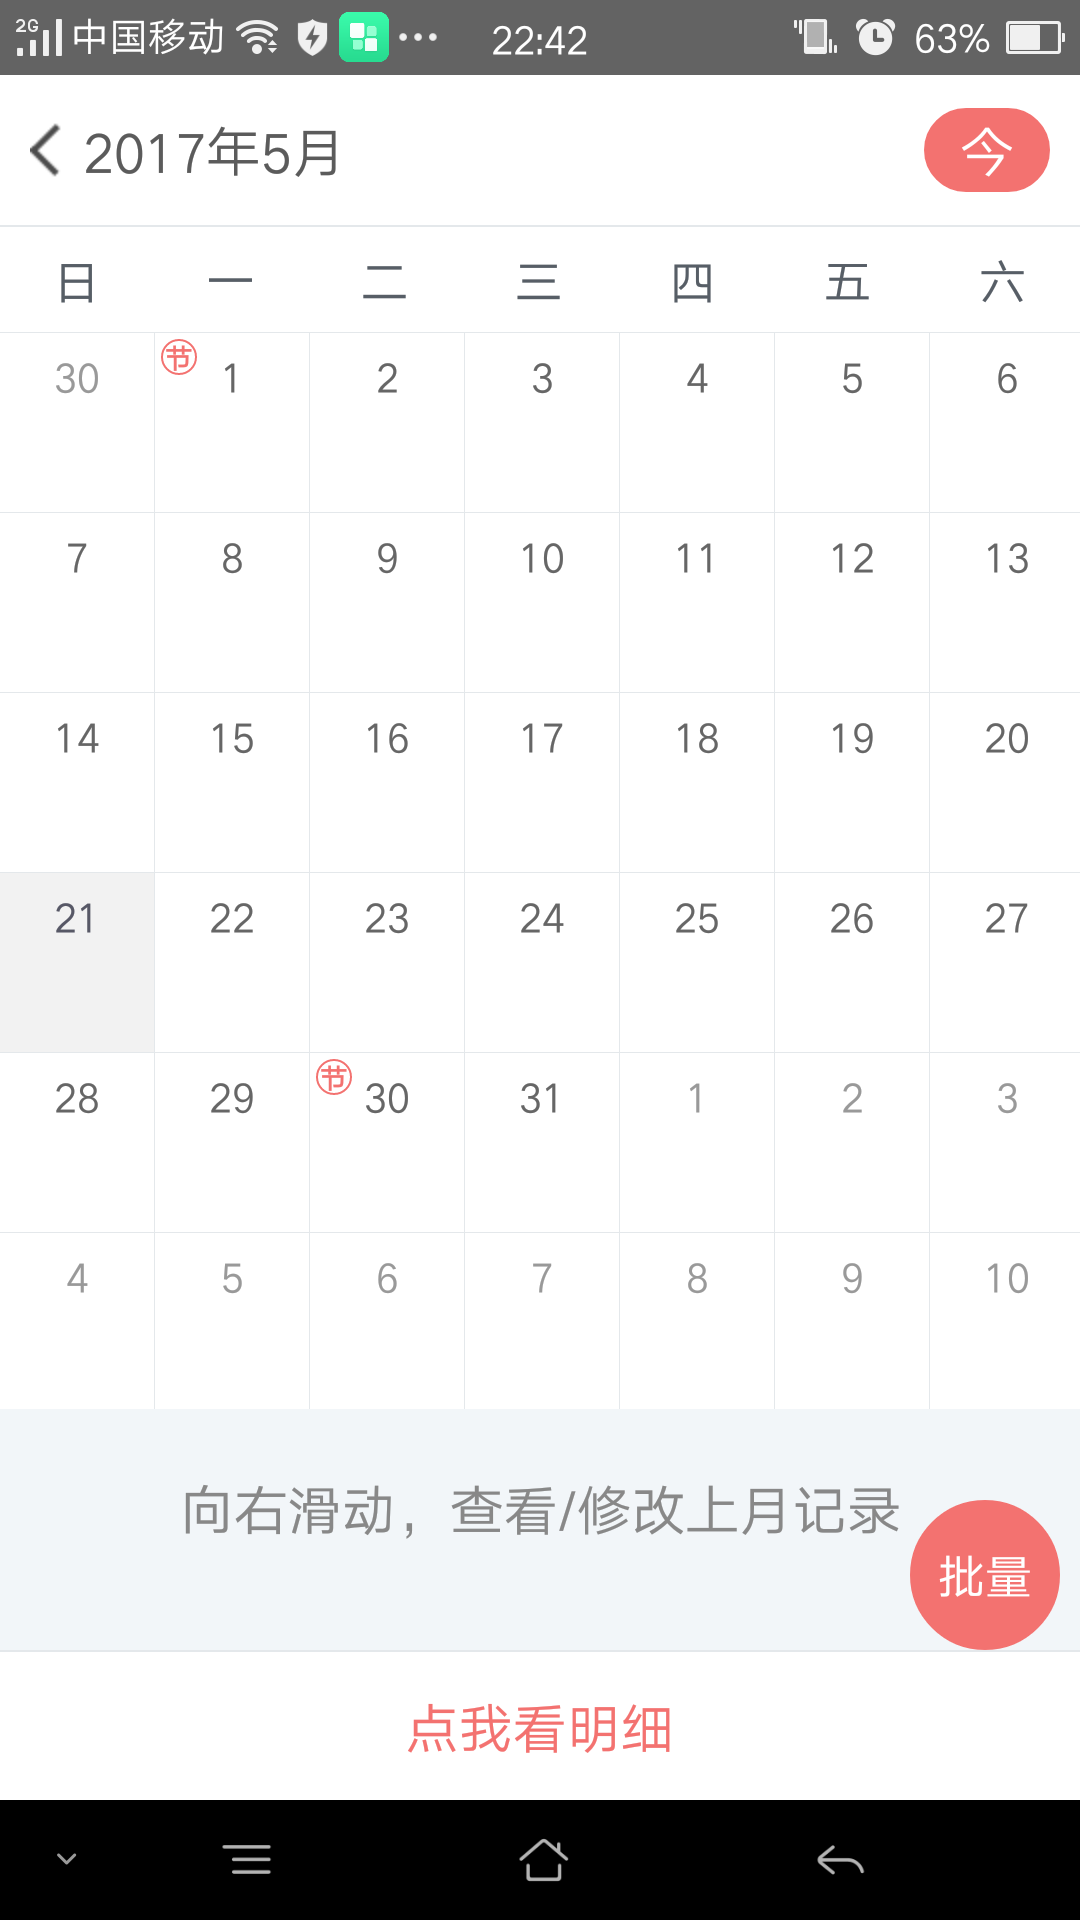 2G 中国移动 22:42 63%
2017年5月 今
日 一 二 三 四 五 六
30 节 1 2 3 4 5 6
7 8 9 10 11 12 13
14 15 16 17 18 19 20
21 22 23 24 25 26 27
28 29 节 30 31 1 2 3
4 5 6 7 8 9 10
向右滑动，查看/修改上月记录
批量
点我看明细